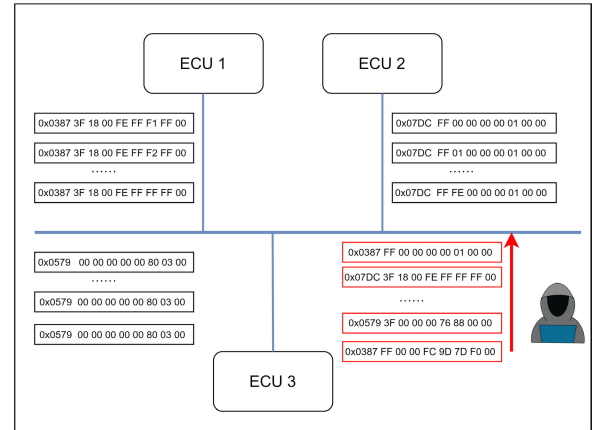 ECU 1
ECU 2
0x0387 3F 18 00 FE FF F1 FF 00
0x0387 3F 18 00 FE FF F2 FF 00
......
0x0387 3F 18 00 FE FF FF FF 00
0x07DC FF 00 00 00 00 01 00 00
0x07DC FF 01 00 00 00 01 00 00
......
0x07DC FF FE 00 00 00 01 00 00
0x0579 00 00 00 00 00 80 03 00
......
0x0579 00 00 00 00 00 80 03 00
0x0579 00 00 00 00 00 80 03 00
0x0387 FF 00 00 00 00 01 00 00
0x07DC 3F 18 00 FE FF FF FF 00
......
0x0579 3F 00 00 00 76 88 00 00
0x0387 FF 00 00 FC 9D 7D F0 00
ECU 3